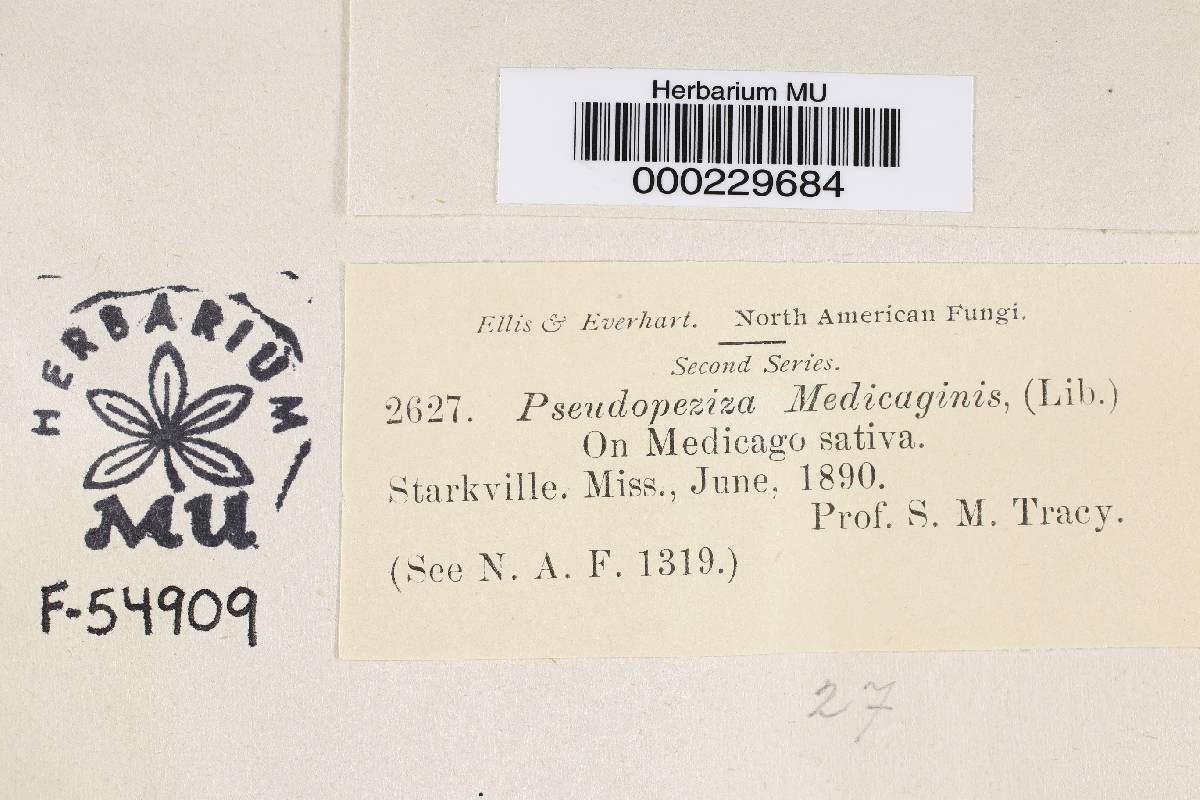 Herbarium MU
000229684
HERBARIUM
MU
F-54909
Ellis & Everhart. North American Fungi.
Second Series.
2627. Pseudopeziza Medicaginis, (Lib.)
On Medicago sativa.
Starkville. Miss., June, 1890.
Prof. S. M. Tracy.
(See N. A. F. 1319.)
27